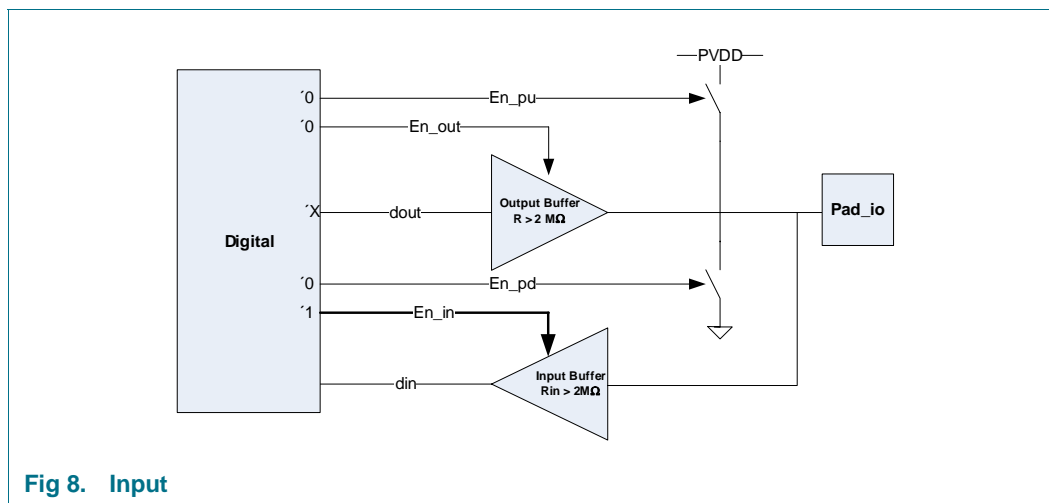 PVDD
´0
En_pu
´0
En_out
Output Buffer
R > 2 MΩ
´X
dout
Pad_io
Digital
´0
En_pd
´1
En_in
Input Buffer
Rin > 2MΩ
din
Fig 8. Input